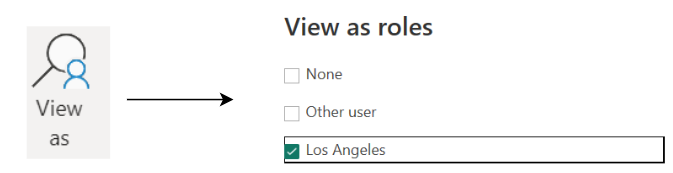 View
as
View as roles
None
Other user
Los Angeles